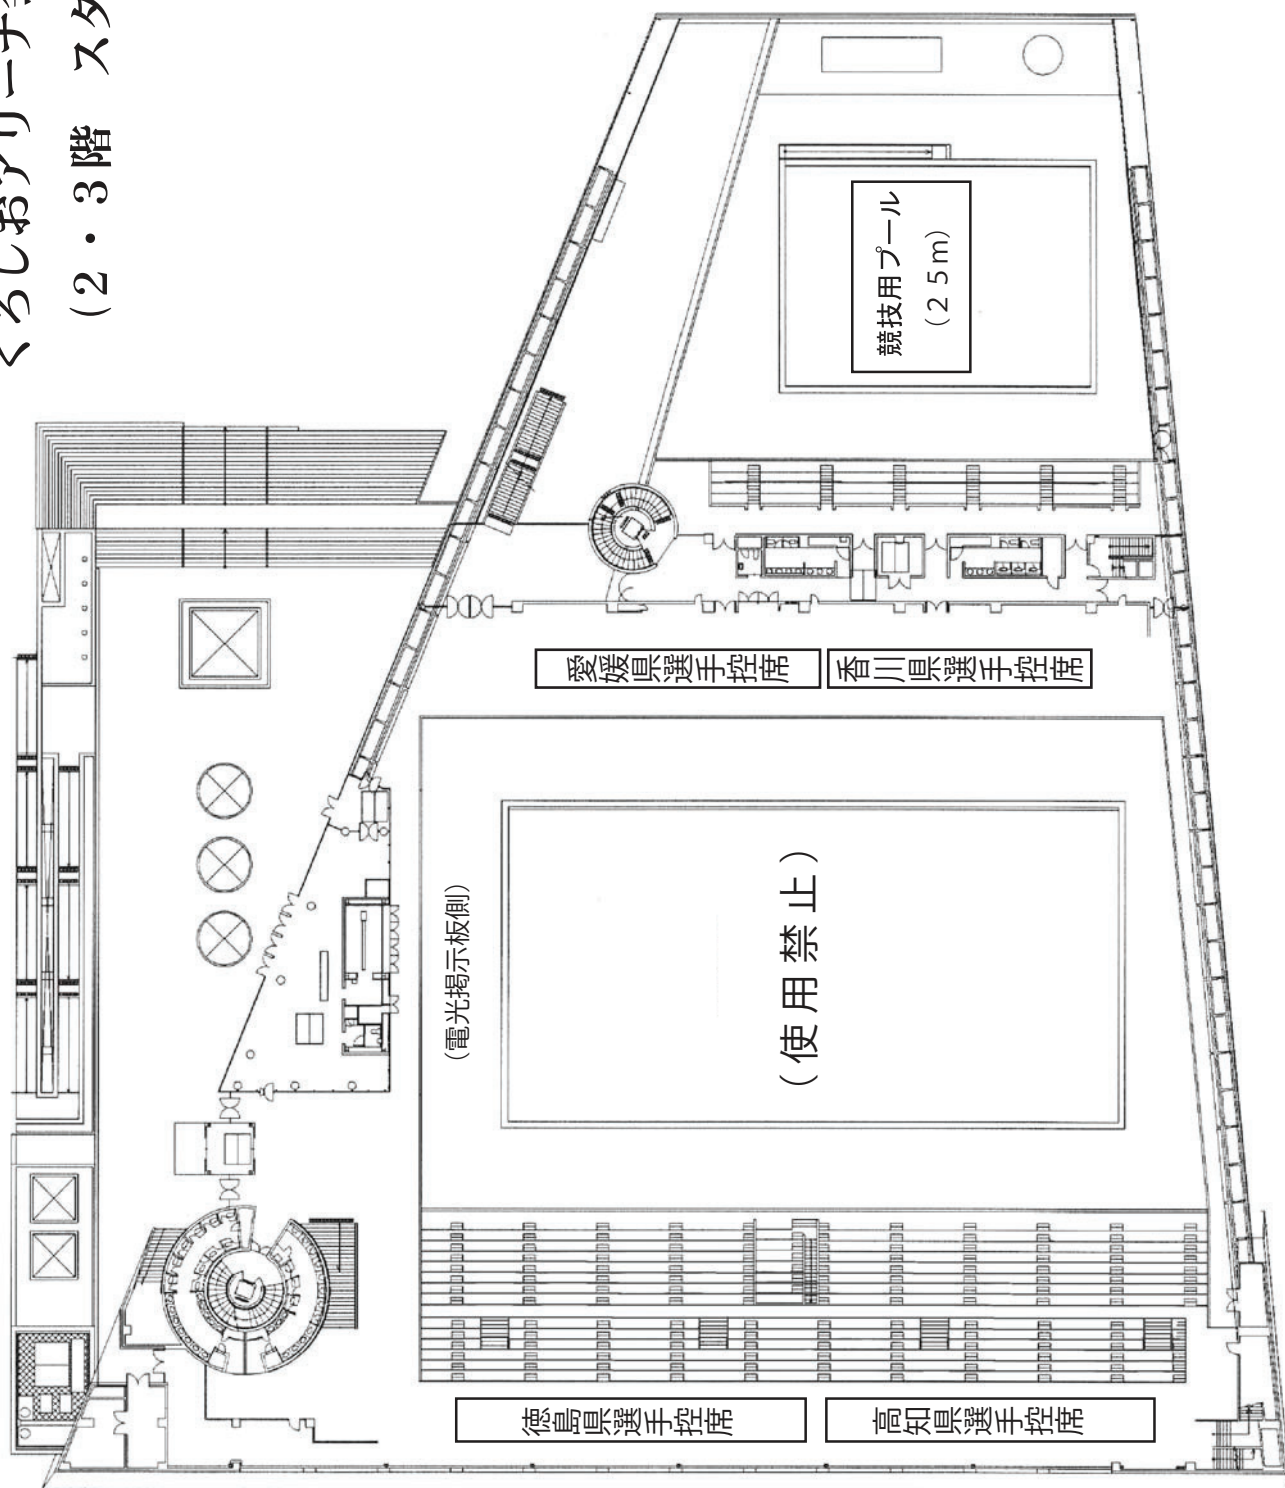 くろしおアリーナ
(2・3階 スタ
競技用プール
(25m)
愛媛県選手控席
香川県選手控席
(電光掲示板側)
(使用禁止)
徳島県選手控席
高知県選手控席